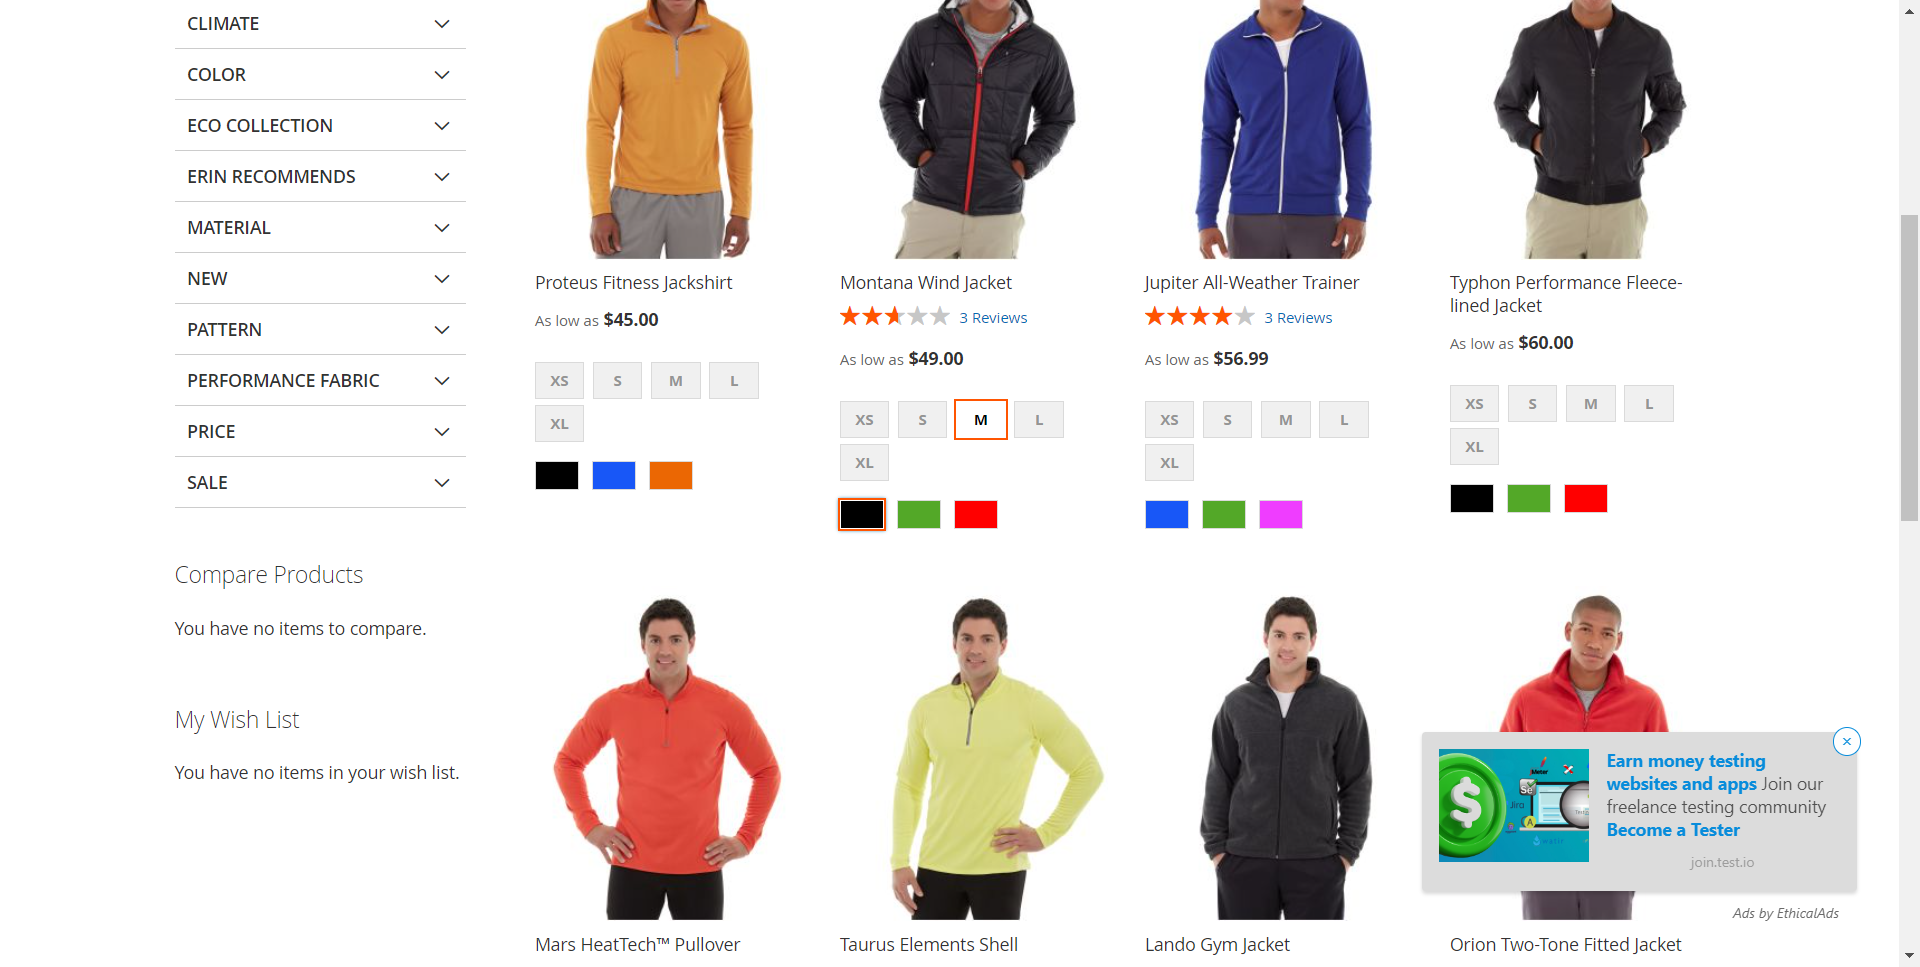 CLIMATE
COLOR
ECO COLLECTION
ERIN RECOMMENDS
MATERIAL
NEW
PATTERN
PERFORMANCE FABRIC
PRICE
SALE
Compare Products
You have no items to compare.
My Wish List
You have no items in your wish list.
Proteus Fitness Jackshirt
As low as $45.00
XS S M L
XL
Montana Wind Jacket
3 Reviews
As low as $49.00
XS S M L
XL
Jupiter All-Weather Trainer
3 Reviews
As low as $56.99
XS S M L
XL
Typhon Performance Fleece-
lined Jacket
As low as $60.00
XS S M L
XL
Mars HeatTech™ Pullover
Taurus Elements Shell
Lando Gym Jacket
Orion Two-Tone Fitted Jacket
Earn money testing
websites and apps Join our
freelance testing community
Become a Tester
join.test.io
Ads by EthicalAds